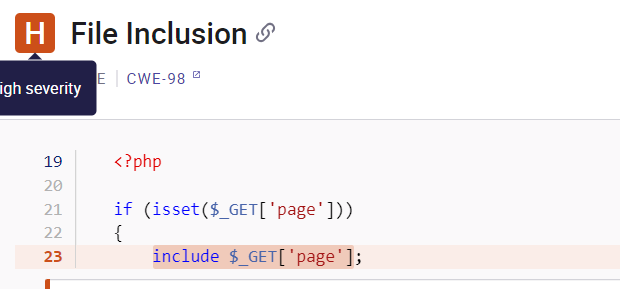 H File Inclusion
igh severity
E | CWE-98
19 <?php
20
21 if (isset($_GET['page']))
22 {
23 include $_GET['page'];